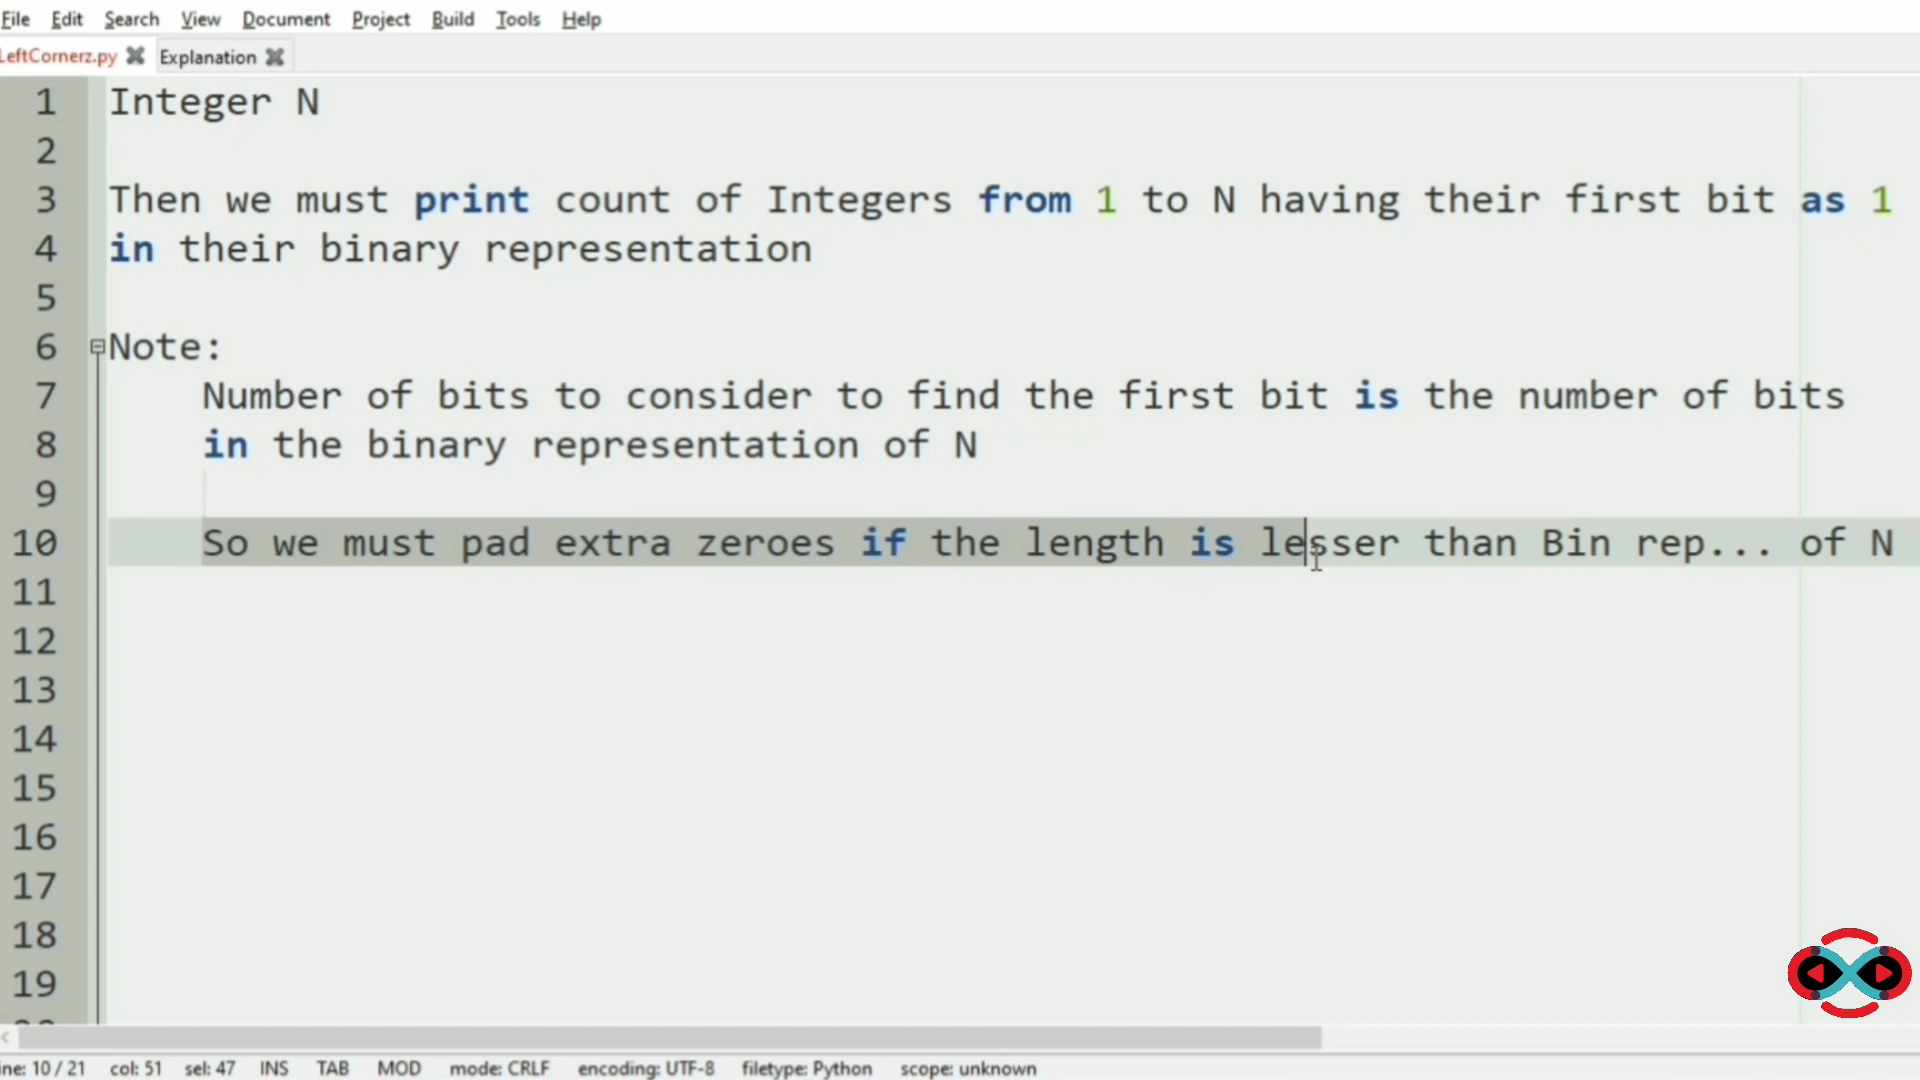 File Edit Search View Document Project Build Tools Help
LeftCornerz.py Explanation
1 Integer N
2
3 Then we must print count of Integers from 1 to N having their first bit as 1
4 in their binary representation
5
6 Note:
7 Number of bits to consider to find the first bit is the number of bits
8 in the binary representation of N
9
10 So we must pad extra zeroes if the length is lesser than Bin rep... of N
11
12
13
14
15
16
17
18
19
ine: 10 / 21 col: 51 sel: 47 INS TAB MOD mode: CRLF encoding: UTF-8 filetype: Python scope: unknown